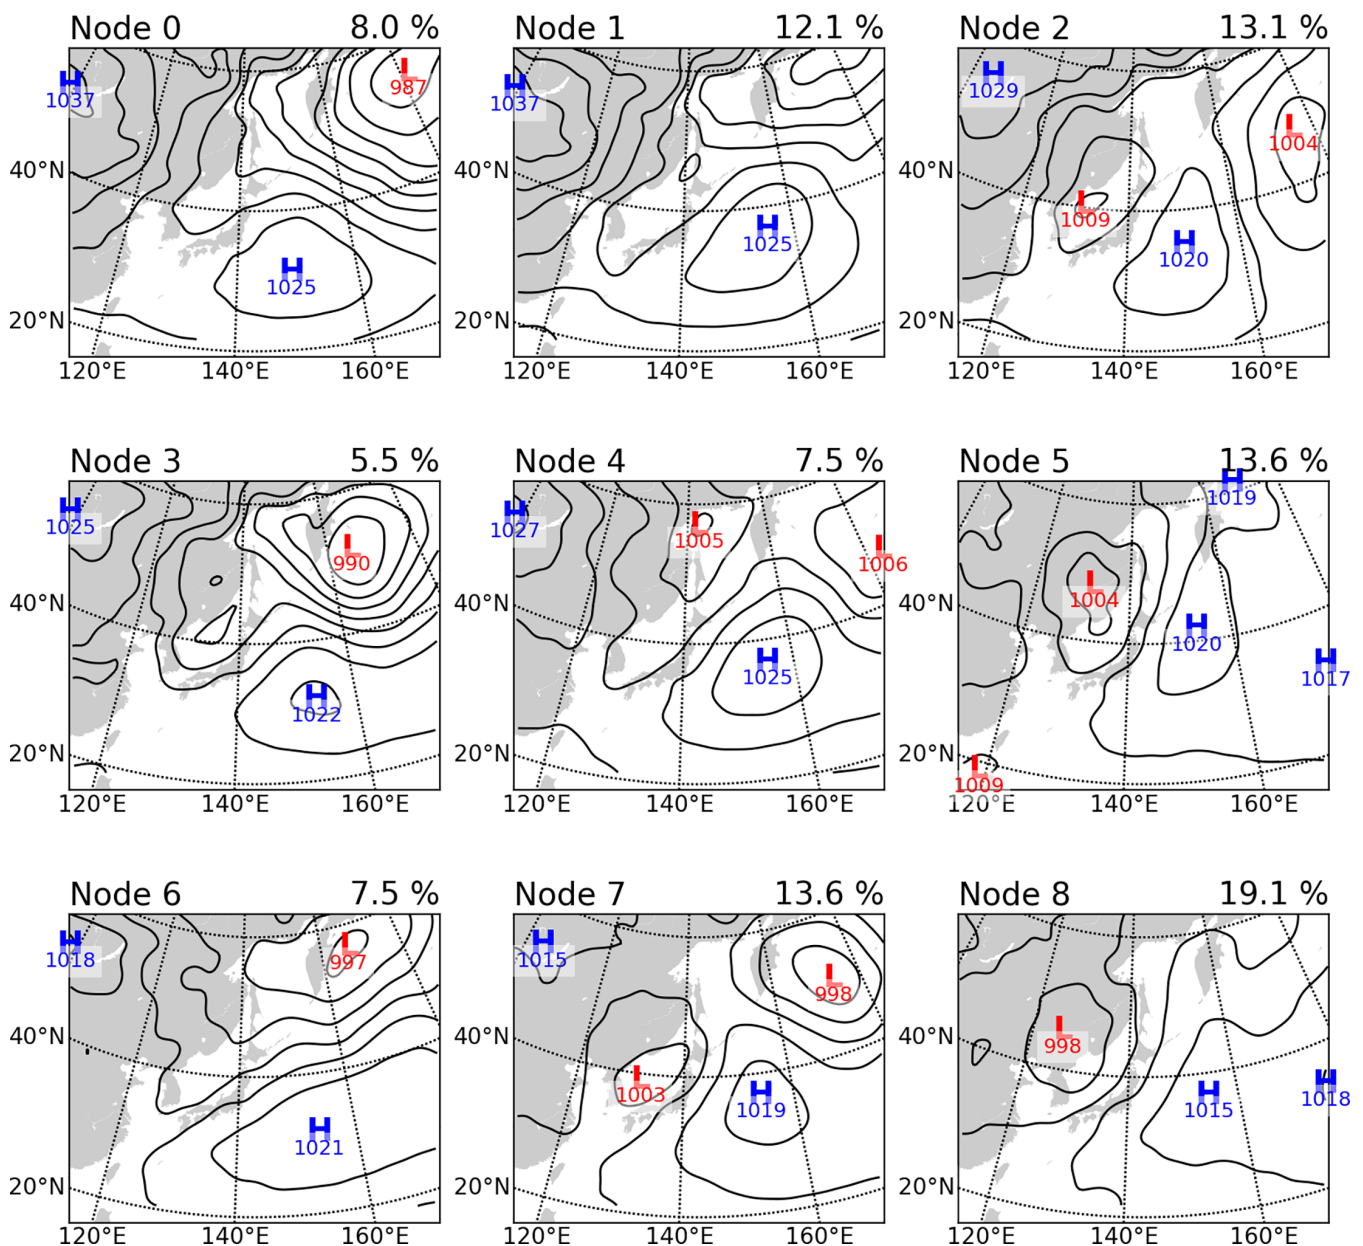 Node 0 8.0 %
H 1037
L 987
H 1025
40°N
20°N
120°E 140°E 160°E
Node 1 12.1 %
H 1037
H 1025
40°N
20°N
120°E 140°E 160°E
Node 2 13.1 %
H 1029
L 1004
L 1009
H 1020
40°N
20°N
120°E 140°E 160°E
Node 3 5.5 %
H 1025
L 990
H 1022
40°N
20°N
120°E 140°E 160°E
Node 4 7.5 %
H 1027
L 1005
L 1006
H 1025
40°N
20°N
120°E 140°E 160°E
Node 5 13.6 %
H 1019
L 1004
H 1020
H 1017
L 1009
40°N
20°N
120°E 140°E 160°E
Node 6 7.5 %
H 1018
L 997
H 1021
40°N
20°N
120°E 140°E 160°E
Node 7 13.6 %
H 1015
L 998
L 1003
H 1019
40°N
20°N
120°E 140°E 160°E
Node 8 19.1 %
L 998
H 1015
H 1018
40°N
20°N
120°E 140°E 160°E